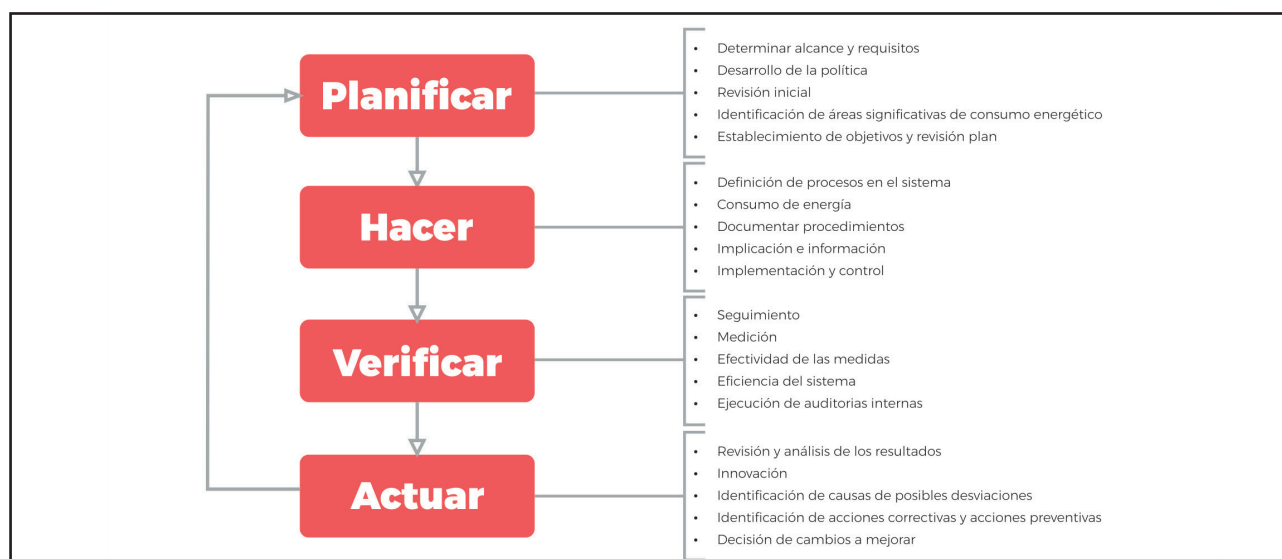 Planificar
• Determinar alcance y requisitos
• Desarrollo de la política
• Revisión inicial
• Identificación de áreas significativas de consumo energético
• Establecimiento de objetivos y revisión plan
Hacer
• Definición de procesos en el sistema
• Consumo de energía
• Documentar procedimientos
• Implicación e información
• Implementación y control
Verificar
• Seguimiento
• Medición
• Efectividad de las medidas
• Eficiencia del sistema
• Ejecución de auditorias internas
Actuar
• Revisión y análisis de los resultados
• Innovación
• Identificación de causas de posibles desviaciones
• Identificación de acciones correctivas y acciones preventivas
• Decisión de cambios a mejorar